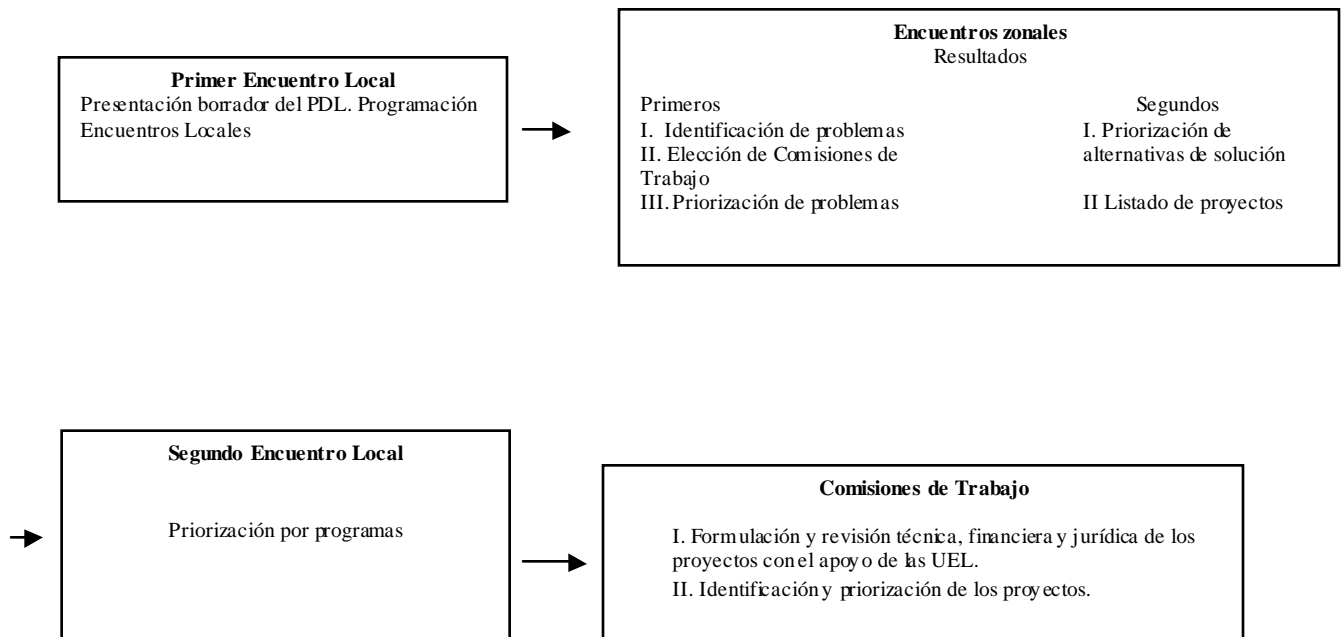 Primer Encuentro Local
Presentación borrador del PDL. Programación
Encuentros Locales
Encuentros zonales
Resultados
Primeros
I. Identificación de problemas
II. Elección de Comisiones de
Trabajo
III. Priorización de problemas
Segundos
I. Priorización de
alternativas de solución
II Listado de proyectos
Segundo Encuentro Local
Priorización por programas
Comisiones de Trabajo
I. Formulación y revisión técnica, financiera y jurídica de los
proyectos con el apoyo de las UEL.
II. Identificación y priorización de los proyectos.